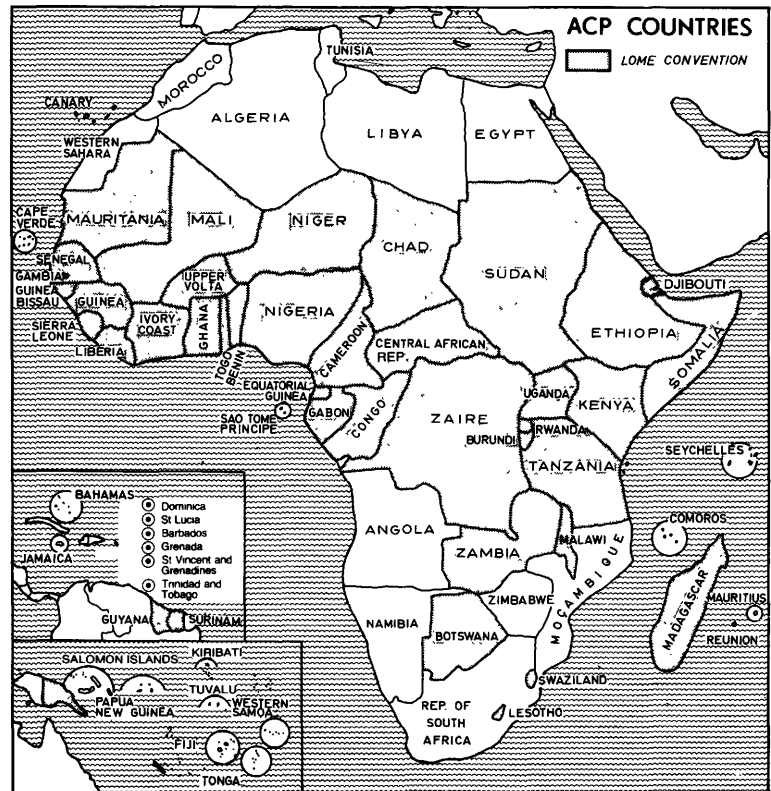 ACP COUNTRIES
LOME CONVENTION
TUNISIA
MOROCCO
CANARY
ALGERIA
LIBYA
EGYPT
WESTERN
SAHARA
CAPE
VERDE
MAURITANIA
MALI
NIGER
CHAD
SUDAN
SENEGAL
GAMBIA
GUINEA
BISSAU
GUINEA
UPPER
VOLTA
NIGERIA
DJIBOUTI
SIERRA
LEONE
IVORY
COAST
GHANA
LIBERIA
TOGO
BENIN
CAMEROON
CENTRAL AFRICAN
REP.
ETHIOPIA
SOMALIA
EQUATORIAL
GUINEA
SAO TOME
PRINCIPE
GABON
CONGO
ZAIRE
UGANDA
KENYA
RWANDA
BURUNDI
TANZANIA
SEYCHELLES
BAHAMAS
JAMAICA
Dominica
St Lucia
Barbados
Grenada
St Vincent and
Grenadines
Trinidad and
Tobago
GUYANA
SURINAM
ANGOLA
ZAMBIA
MALAWI
COMOROS
MOÇAMBIQUE
ZIMBABWE
MADAGASCAR
MAURITIUS
REUNION
NAMIBIA
BOTSWANA
SWAZILAND
LESOTHO
REP. OF
SOUTH
AFRICA
SALOMON ISLANDS
KIRIBATI
PAPUA
NEW GUINEA
TUVALU
WESTERN
SAMOA
FIJI
TONGA